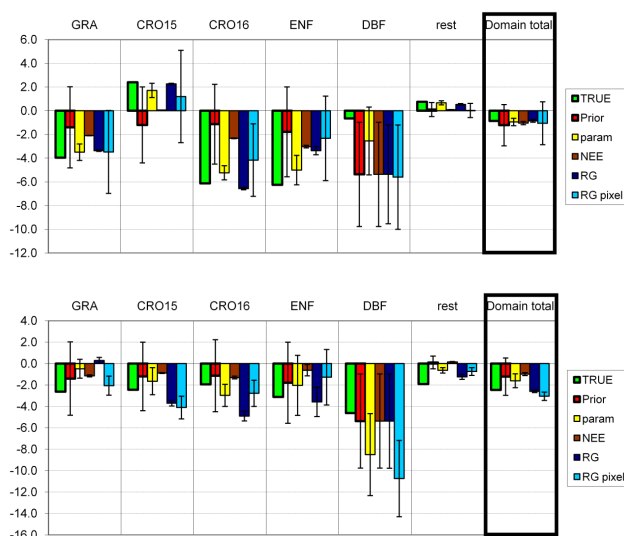 GRA CRO15 CRO16 ENF DBF rest Domain total
6.0
4.0
2.0
0.0
-2.0
-4.0
-6.0
-8.0
-10.0
-12.0
TRUE
Prior
param
NEE
RG
RG pixel
GRA CRO15 CRO16 ENF DBF rest Domain total
4.0
2.0
0.0
-2.0
-4.0
-6.0
-8.0
-10.0
-12.0
-14.0
-16.0
TRUE
Prior
param
NEE
RG
RG pixel